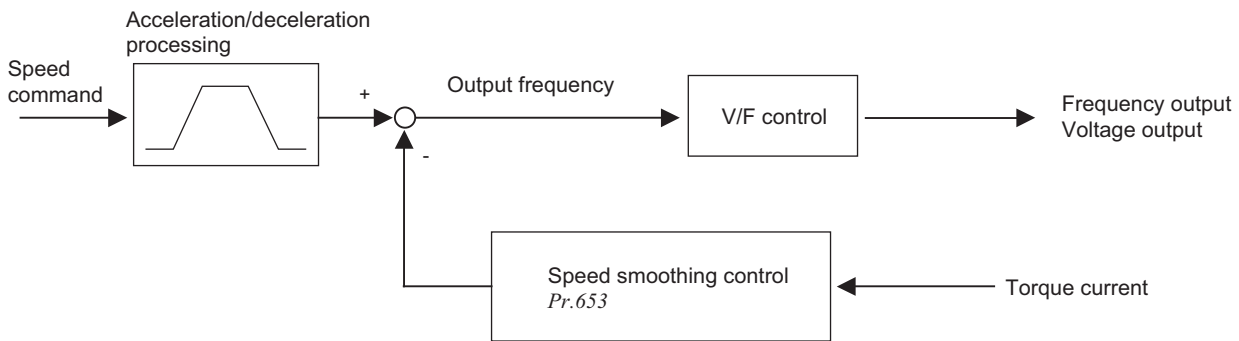 Acceleration/deceleration
processing
Speed
command
+
Output frequency
V/F control
Frequency output
Voltage output
-
Speed smoothing control
Pr.653
Torque current